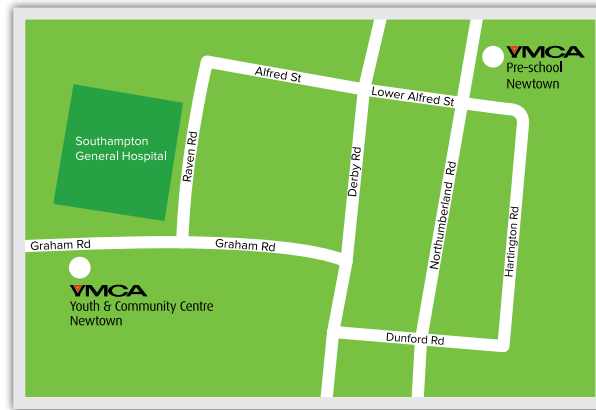 YMCA
Pre-school
Newtown
Alfred St
Lower Alfred St
Southampton
General Hospital
Raven Rd
Derby Rd
Northumberland Rd
Hartington Rd
Graham Rd
Graham Rd
YMCA
Youth & Community Centre
Newtown
Dunford Rd